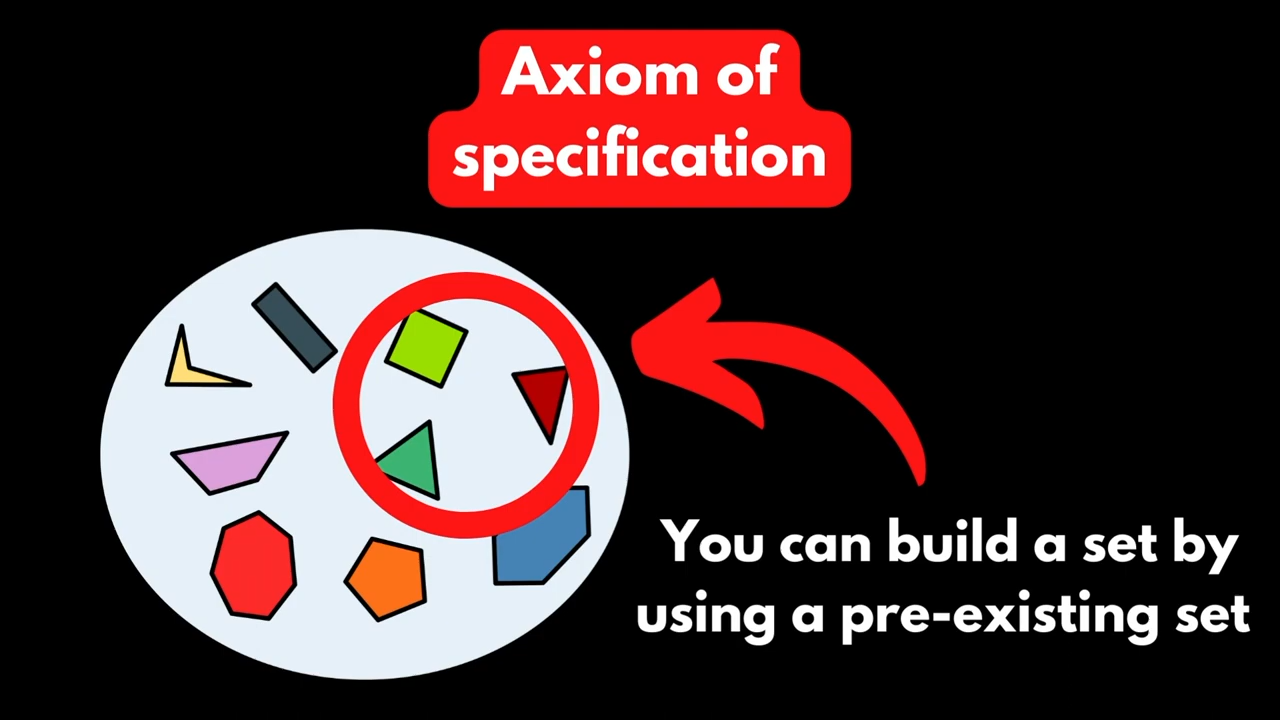 Axiom of
specification
You can build a set by
using a pre-existing set